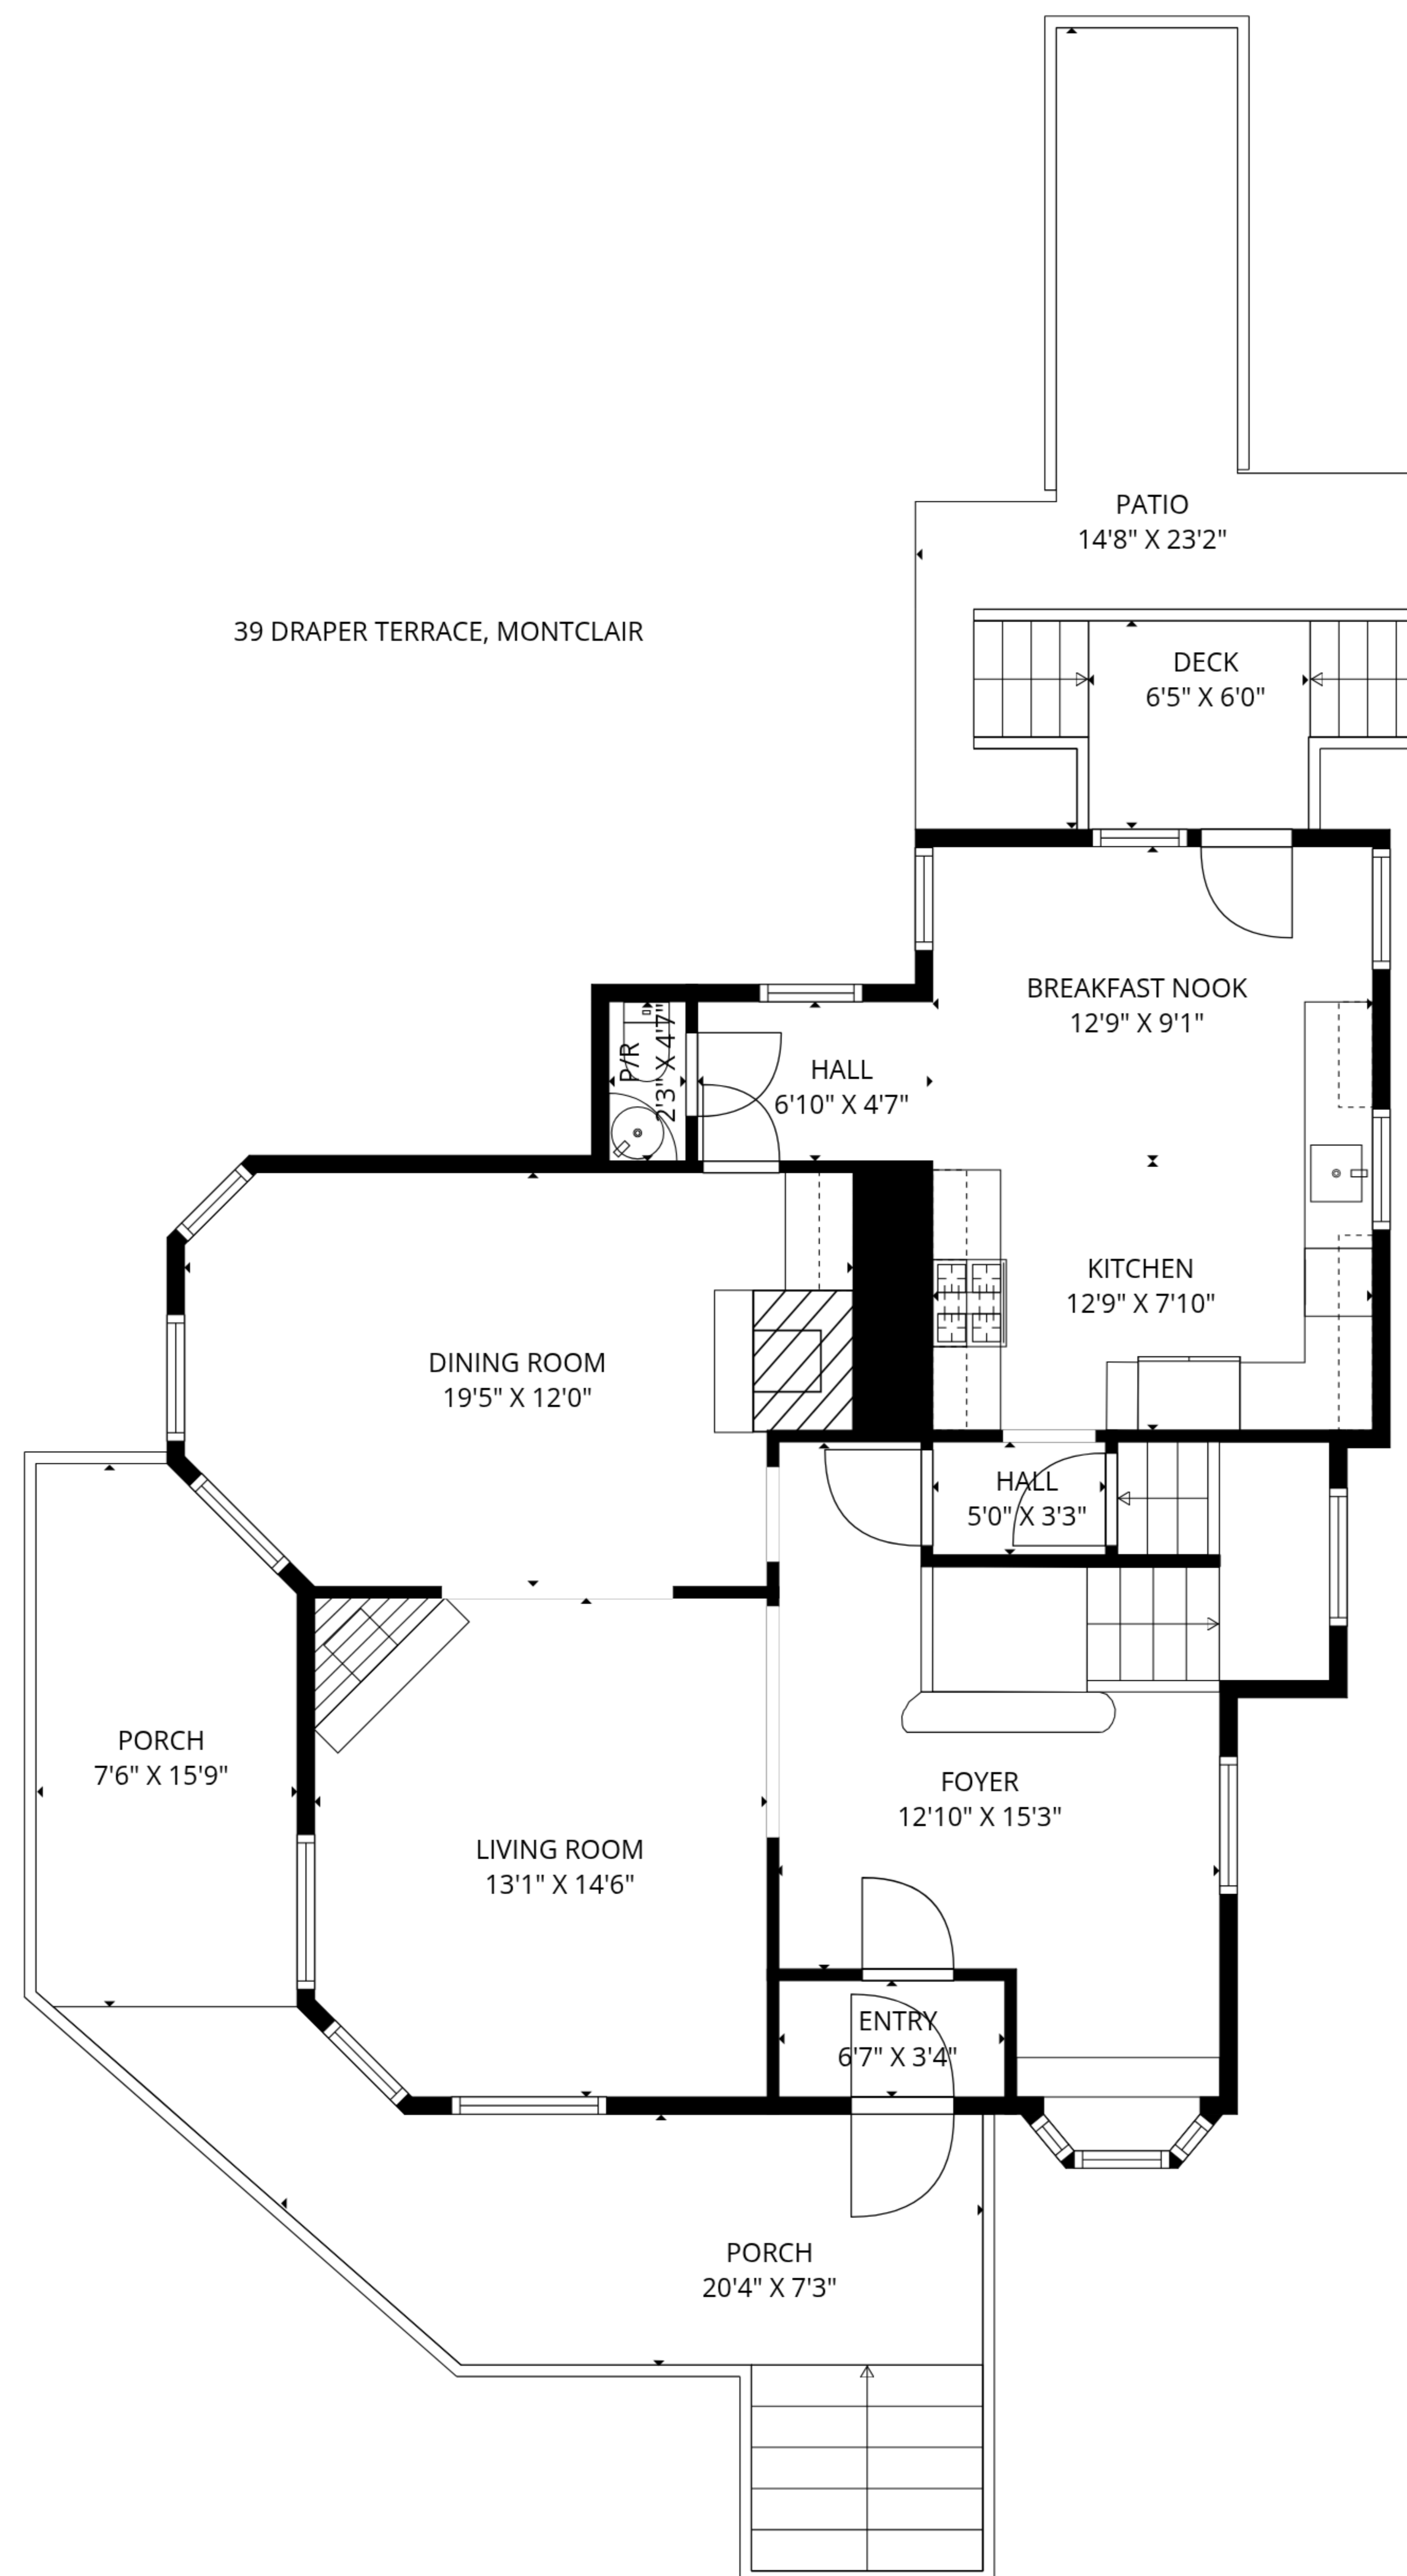 PATIO
14'8" X 23'2"
39 DRAPER TERRACE, MONTCLAIR
DECK
6'5" X 6'0"
BREAKFAST NOOK
12'9" X 9'1"
P/R
2'3" X 4'7"
HALL
6'10" X 4'7"
KITCHEN
12'9" X 7'10"
DINING ROOM
19'5" X 12'0"
HALL
5'0" X 3'3"
PORCH
7'6" X 15'9"
FOYER
12'10" X 15'3"
LIVING ROOM
13'1" X 14'6"
ENTRY
6'7" X 3'4"
PORCH
20'4" X 7'3"